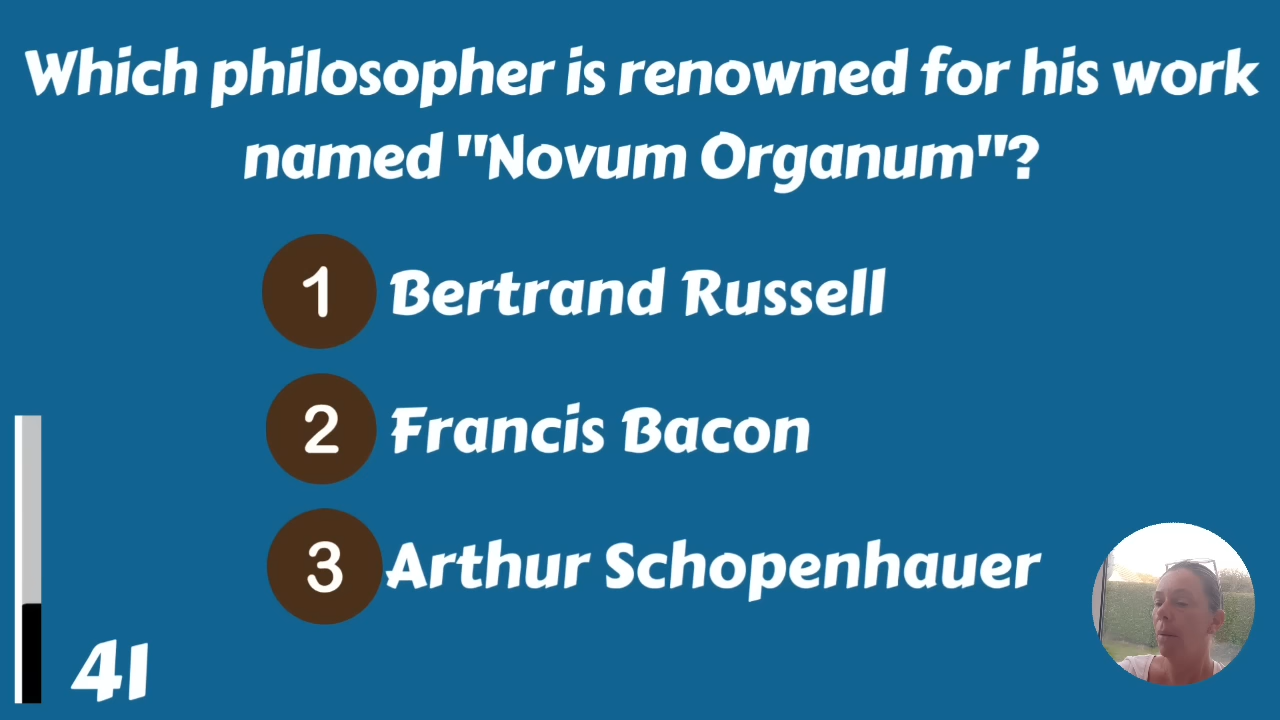 Which philosopher is renowned for his work
named "Novum Organum"?
1 Bertrand Russell
2 Francis Bacon
3 Arthur Schopenhauer
41